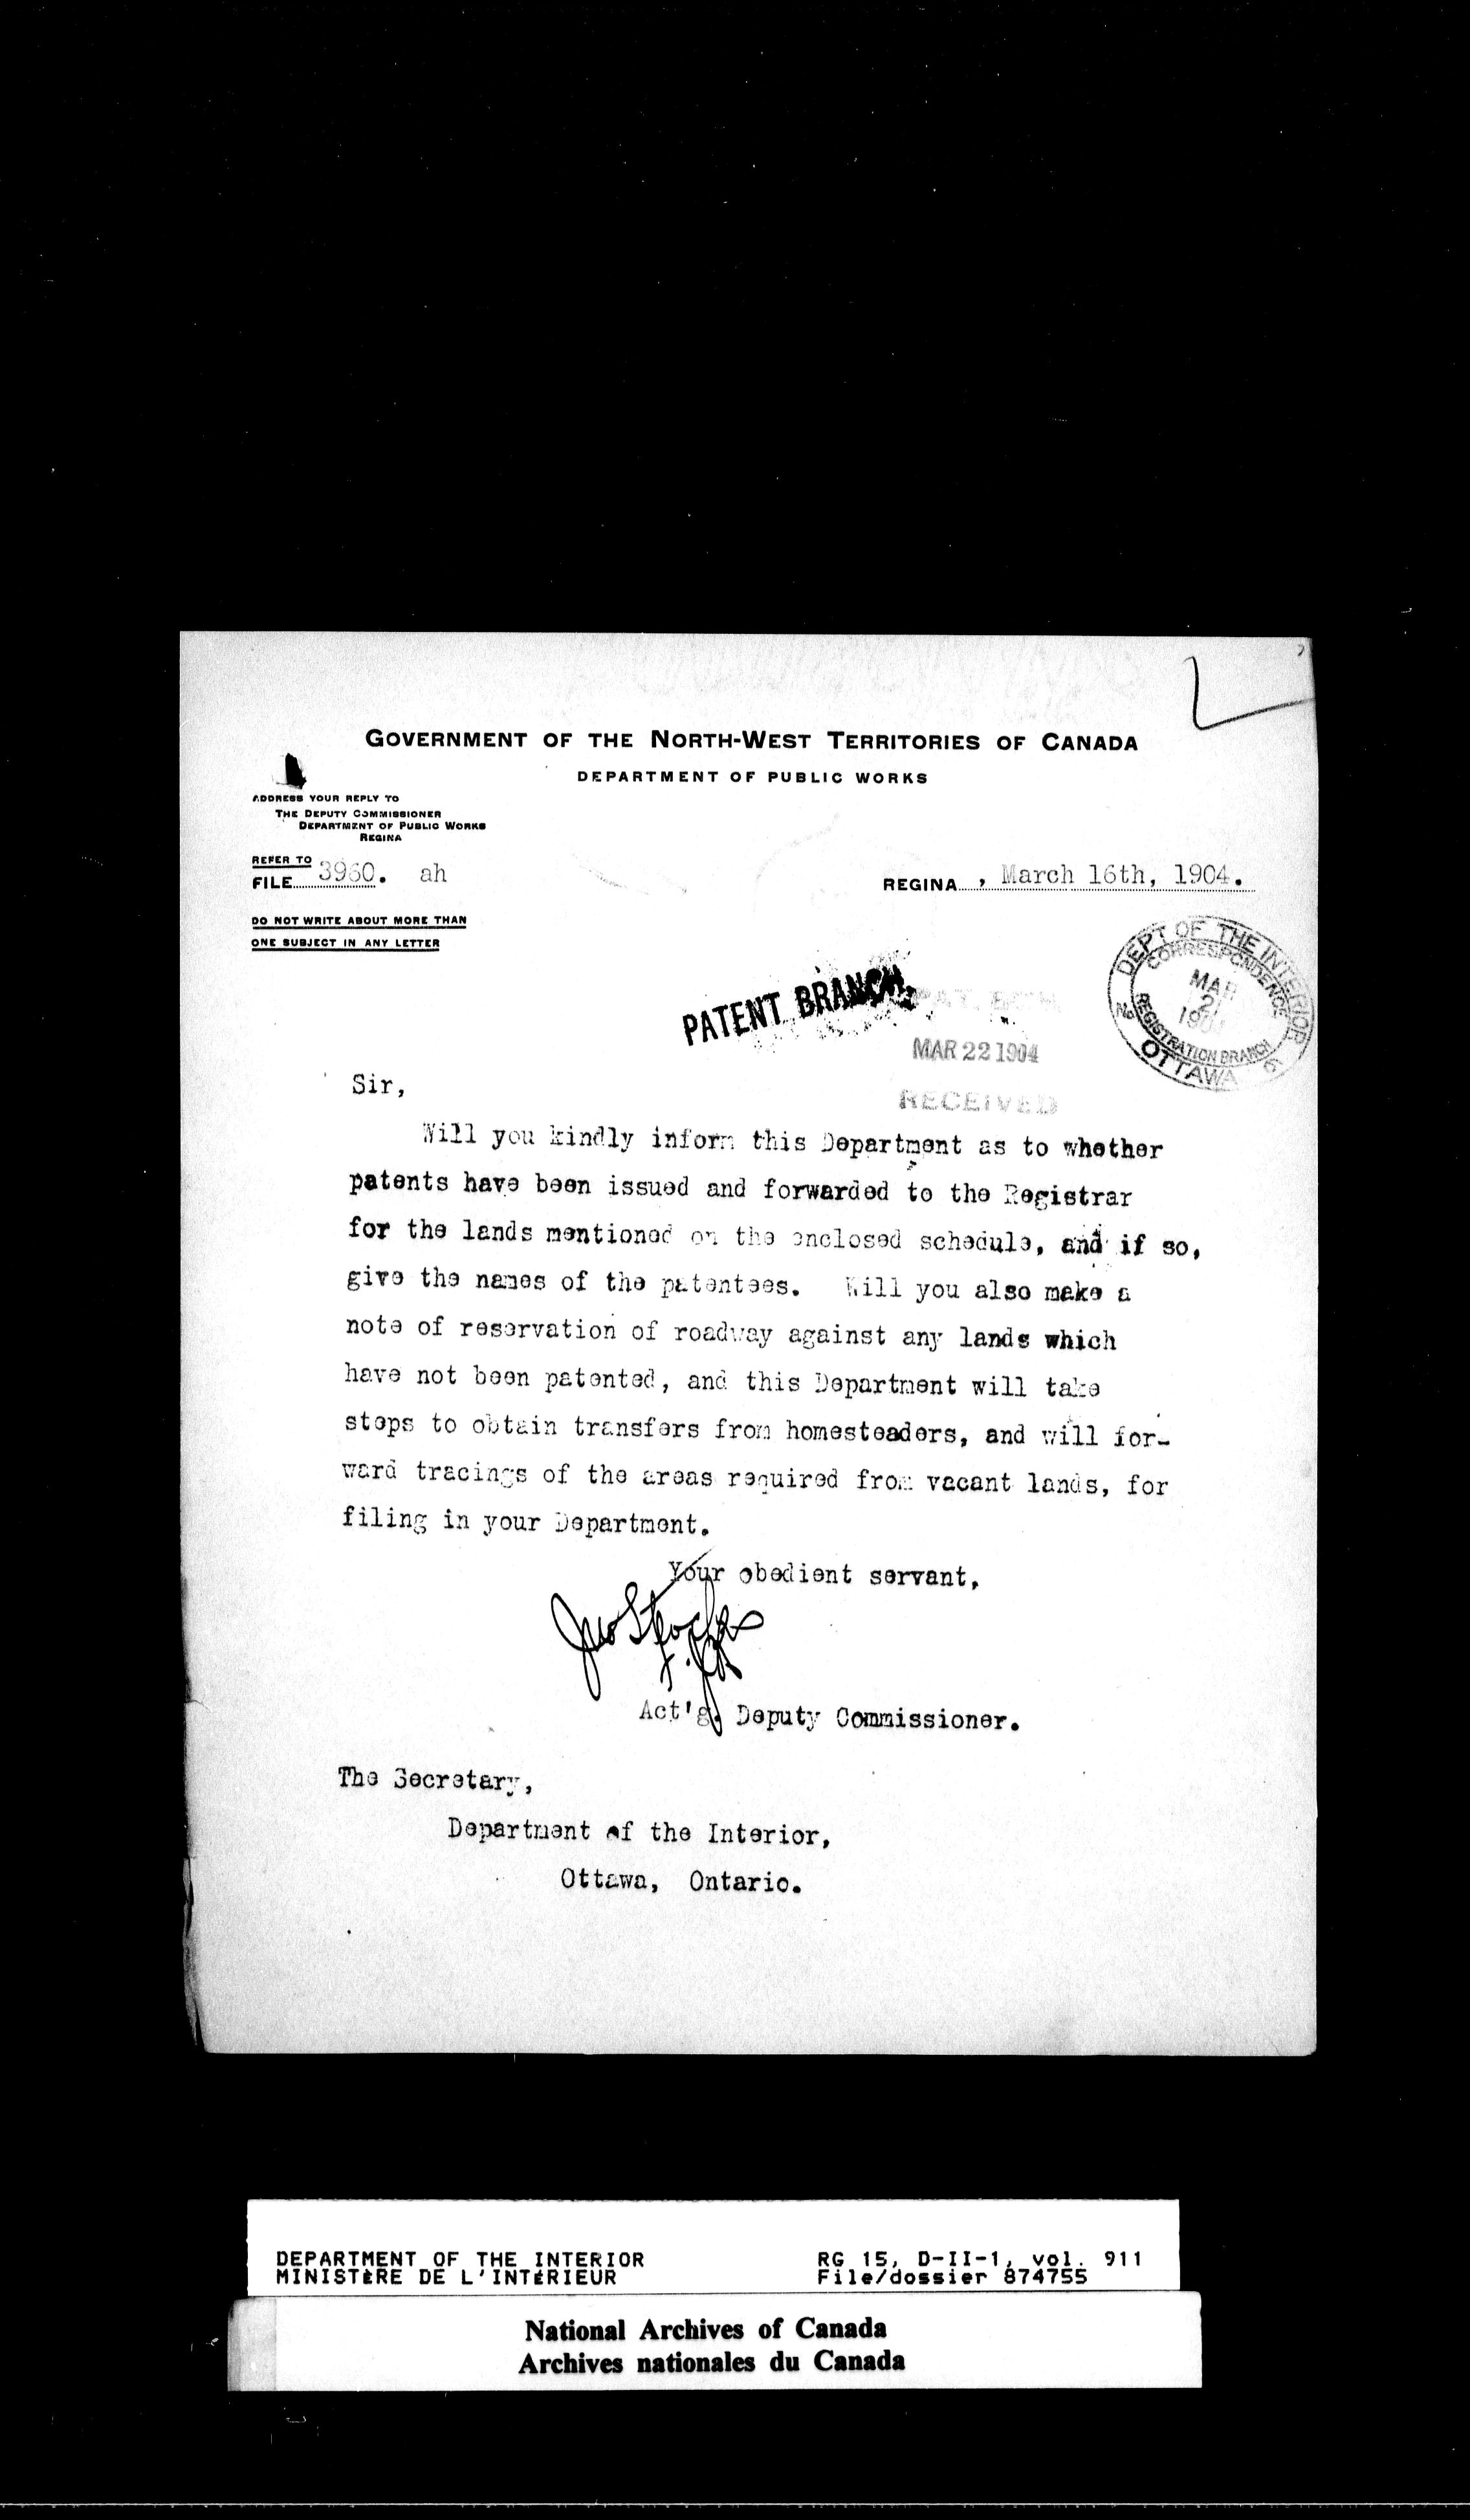 GOVERNMENT OF THE NORTH-WEST TERRITORIES OF CANADA
DEPARTMENT OF PUBLIC WORKS
ADDRESS YOUR REPLY TO
THE DEPUTY COMMISSIONER
DEPARTMENT OF PUBLIC WORKS
REGINA
REFER TO
FILE 3960. ah
REGINA, March 16th, 1904.
DO NOT WRITE ABOUT MORE THAN
ONE SUBJECT IN ANY LETTER
DEPT OF THE INTERIOR
CORRESPONDENCE
MAR
REGISTRATION BRANCH
OTTAWA
PATENT BRANCH.
MAR 22 1904
RECEIVED
Sir,
Will you kindly inform this Department as to whether
patents have been issued and forwarded to the Registrar
for the lands mentioned on the enclosed schedule, and if so,
give the names of the patentees. Will you also make a
note of reservation of roadway against any lands which
have not been patented, and this Department will take
steps to obtain transfers from homesteaders, and will for-
ward tracings of the areas required from vacant lands, for
filing in your Department.
Your obedient servant,
Jno Stocks
Act'g. Deputy Commissioner.
The Secretary,
Department of the Interior,
Ottawa, Ontario.
DEPARTMENT OF THE INTERIOR
MINISTÈRE DE L'INTÉRIEUR
RG 15, D-II-1, vol. 911
File/dossier 874755
National Archives of Canada
Archives nationales du Canada